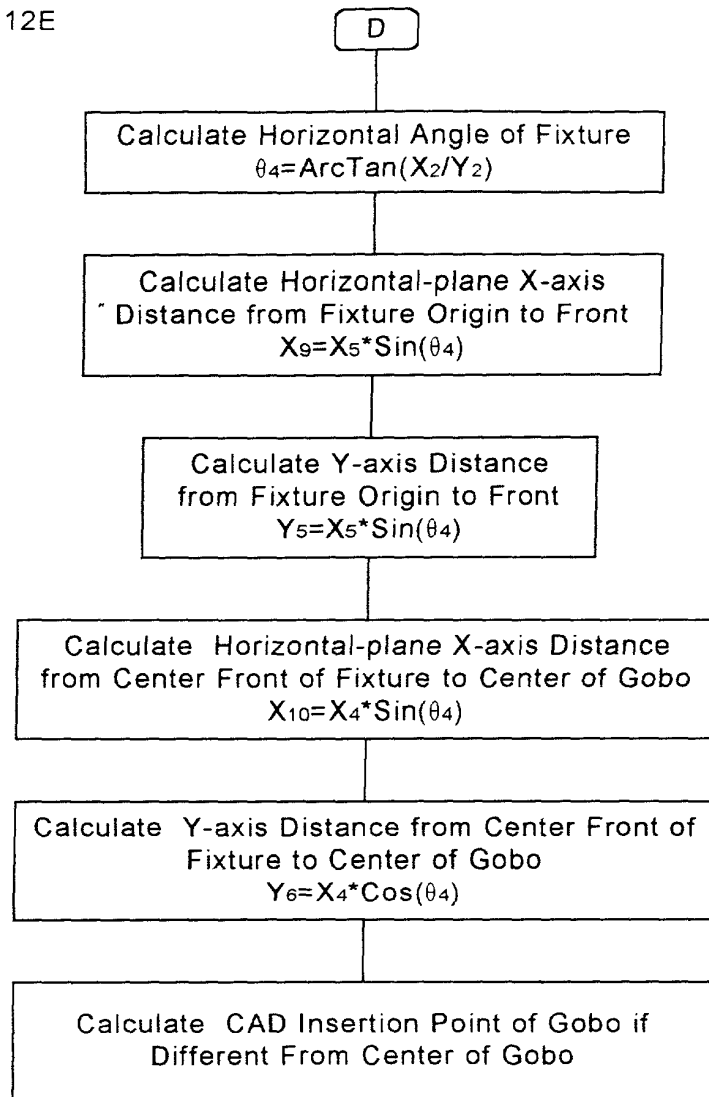 12E
D
Calculate Horizontal Angle of Fixture
θ4=ArcTan(X2/Y2)
Calculate Horizontal-plane X-axis
Distance from Fixture Origin to Front
X9=X5*Sin(θ4)
Calculate Y-axis Distance
from Fixture Origin to Front
Y5=X5*Sin(θ4)
Calculate Horizontal-plane X-axis Distance
from Center Front of Fixture to Center of Gobo
X10=X4*Sin(θ4)
Calculate Y-axis Distance from Center Front of
Fixture to Center of Gobo
Y6=X4*Cos(θ4)
Calculate CAD Insertion Point of Gobo if
Different From Center of Gobo